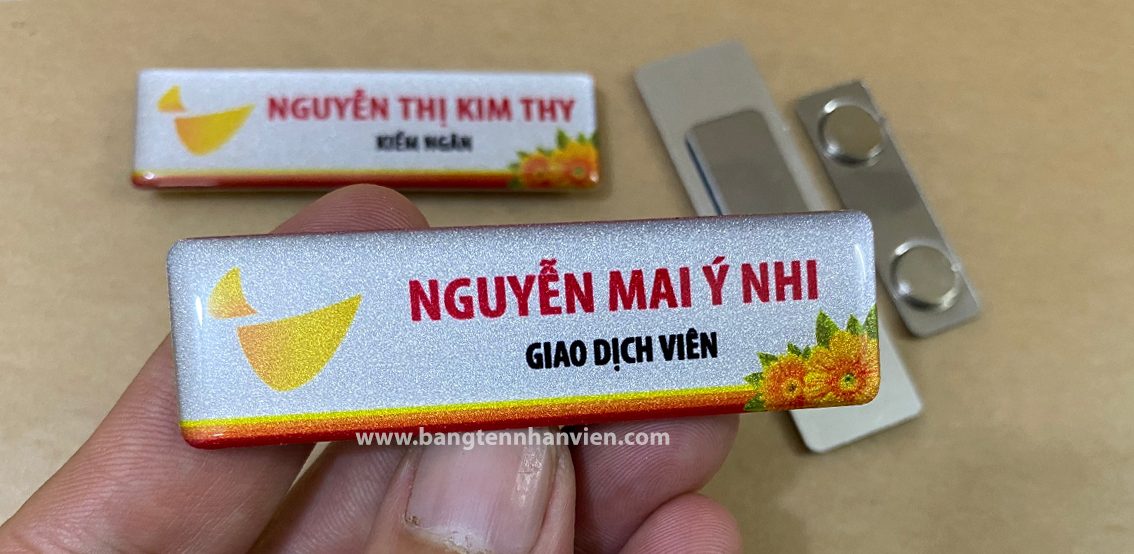 NGUYỄN THỊ KIM THY
KIỂM NGÂN
NGUYỄN MAI Ý NHI
GIAO DỊCH VIÊN
www.bangtennhanvien.com